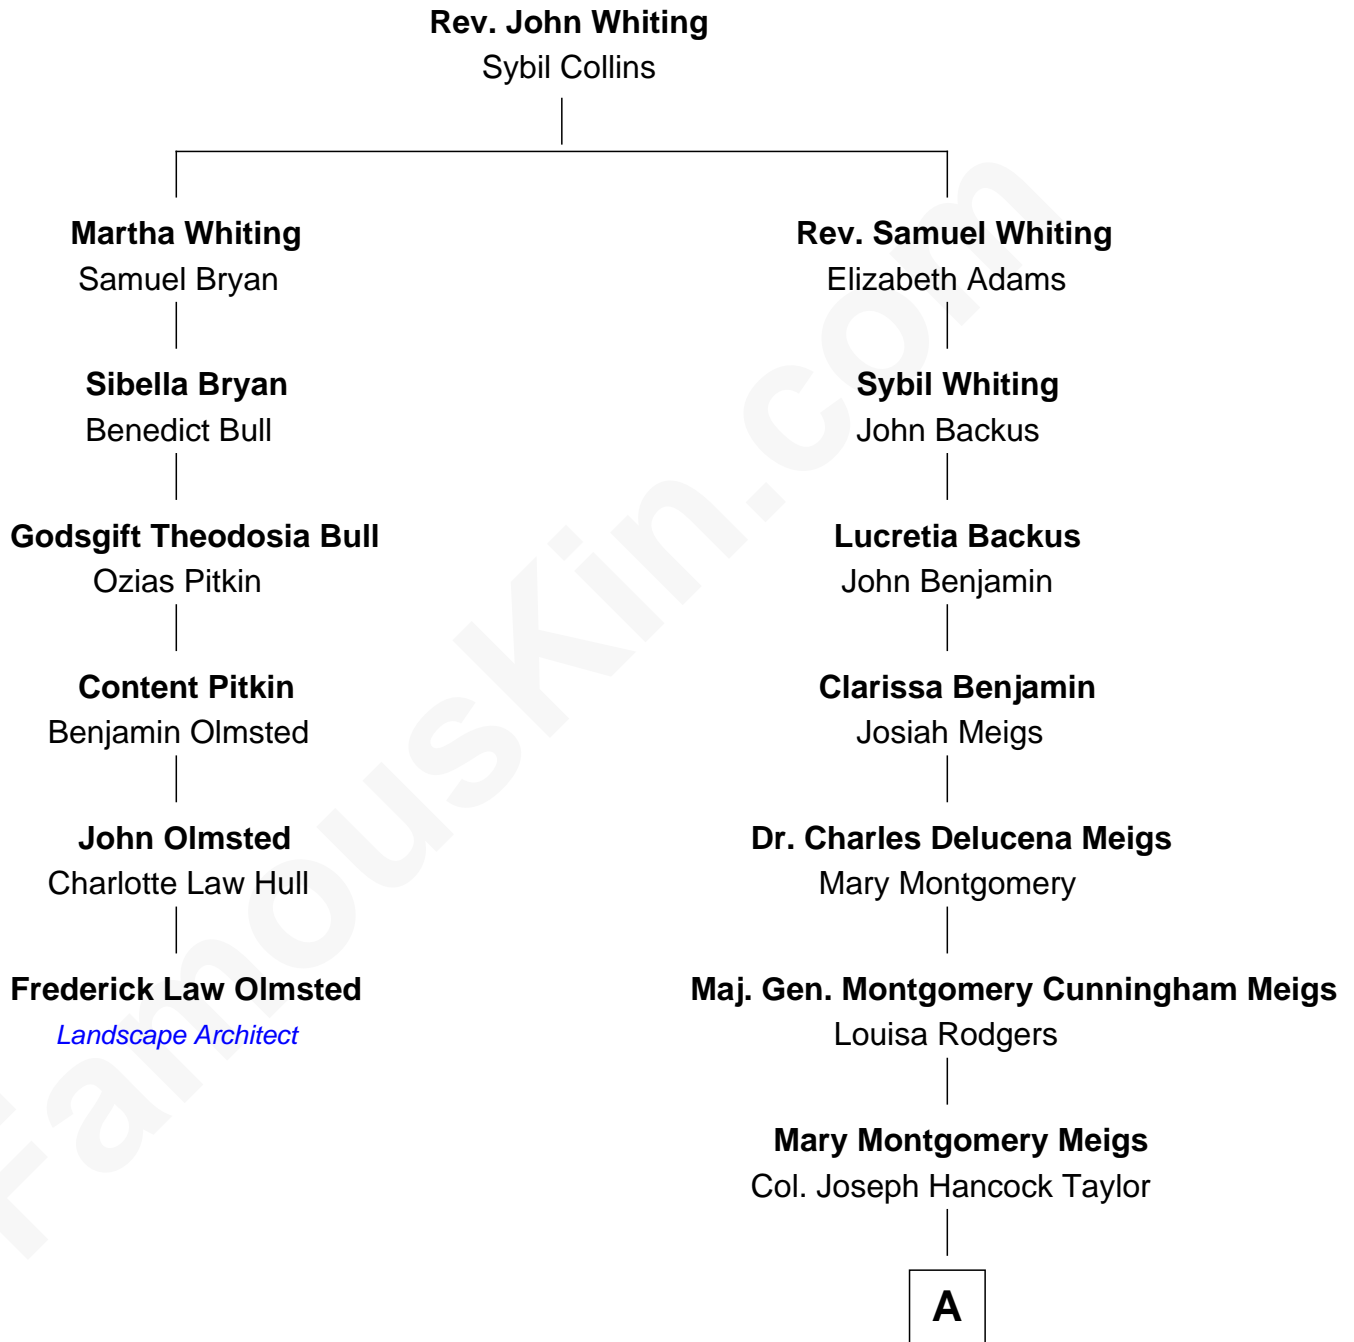 Rev. John Whiting
Sybil Collins
Martha Whiting
Samuel Bryan
Rev. Samuel Whiting
Elizabeth Adams
Sibella Bryan
Benedict Bull
Sybil Whiting
John Backus
Godsgift Theodosia Bull
Ozias Pitkin
Lucretia Backus
John Benjamin
Content Pitkin
Benjamin Olmsted
Clarissa Benjamin
Josiah Meigs
John Olmsted
Charlotte Law Hull
Dr. Charles Delucena Meigs
Mary Montgomery
Frederick Law Olmsted
Landscape Architect
Maj. Gen. Montgomery Cunningham Meigs
Louisa Rodgers
Mary Montgomery Meigs
Col. Joseph Hancock Taylor
A
FamousKin.com